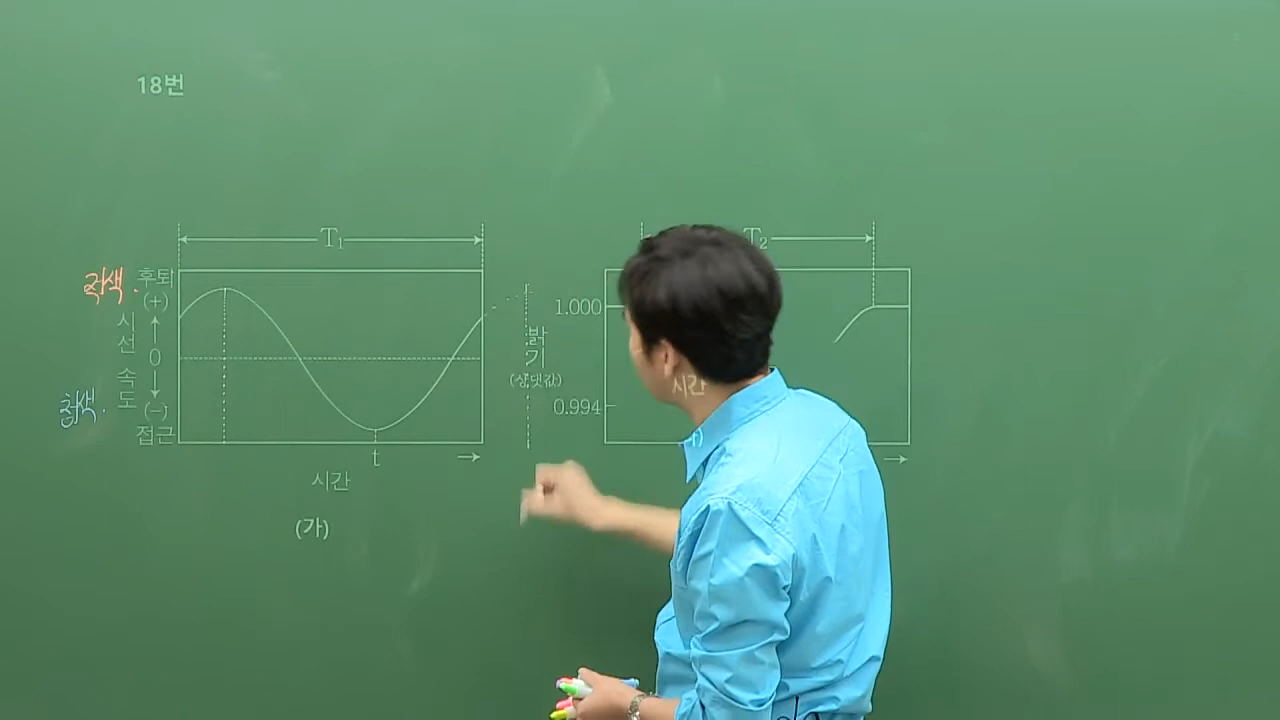 18번
T₁
적색.
후퇴
(+)
시선 속도
0
청색.
(−)
접근
t
시간
(가)
T₂
1.000
밝기
(상댓값)
0.994
시간